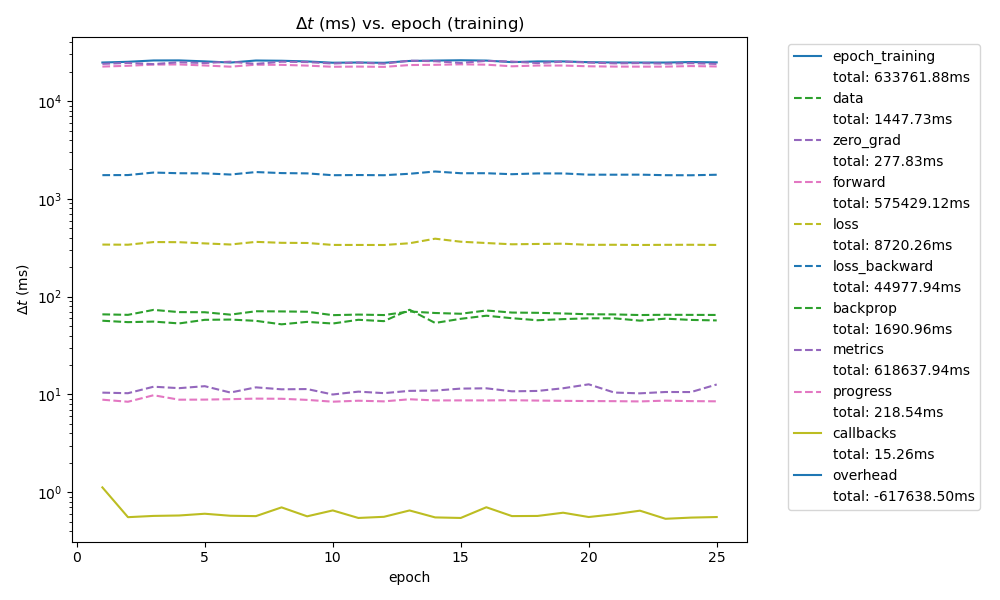 Δt (ms) vs. epoch (training)
Δt (ms)
10⁴
10³
10²
10¹
10⁰
0 5 10 15 20 25
epoch
epoch_training
total: 633761.88ms
data
total: 1447.73ms
zero_grad
total: 277.83ms
forward
total: 575429.12ms
loss
total: 8720.26ms
loss_backward
total: 44977.94ms
backprop
total: 1690.96ms
metrics
total: 618637.94ms
progress
total: 218.54ms
callbacks
total: 15.26ms
overhead
total: -617638.50ms